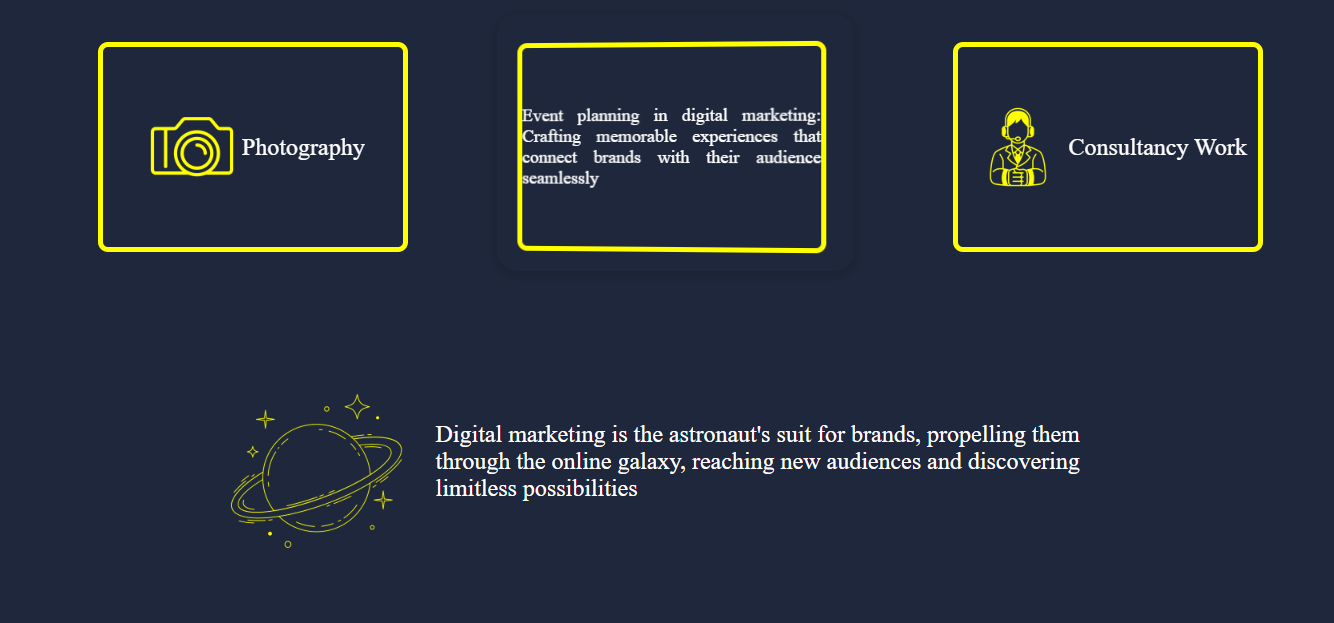 Photography
Event planning in digital marketing:
Crafting memorable experiences that
connect brands with their audience
seamlessly
Consultancy Work
Digital marketing is the astronaut's suit for brands, propelling them
through the online galaxy, reaching new audiences and discovering
limitless possibilities